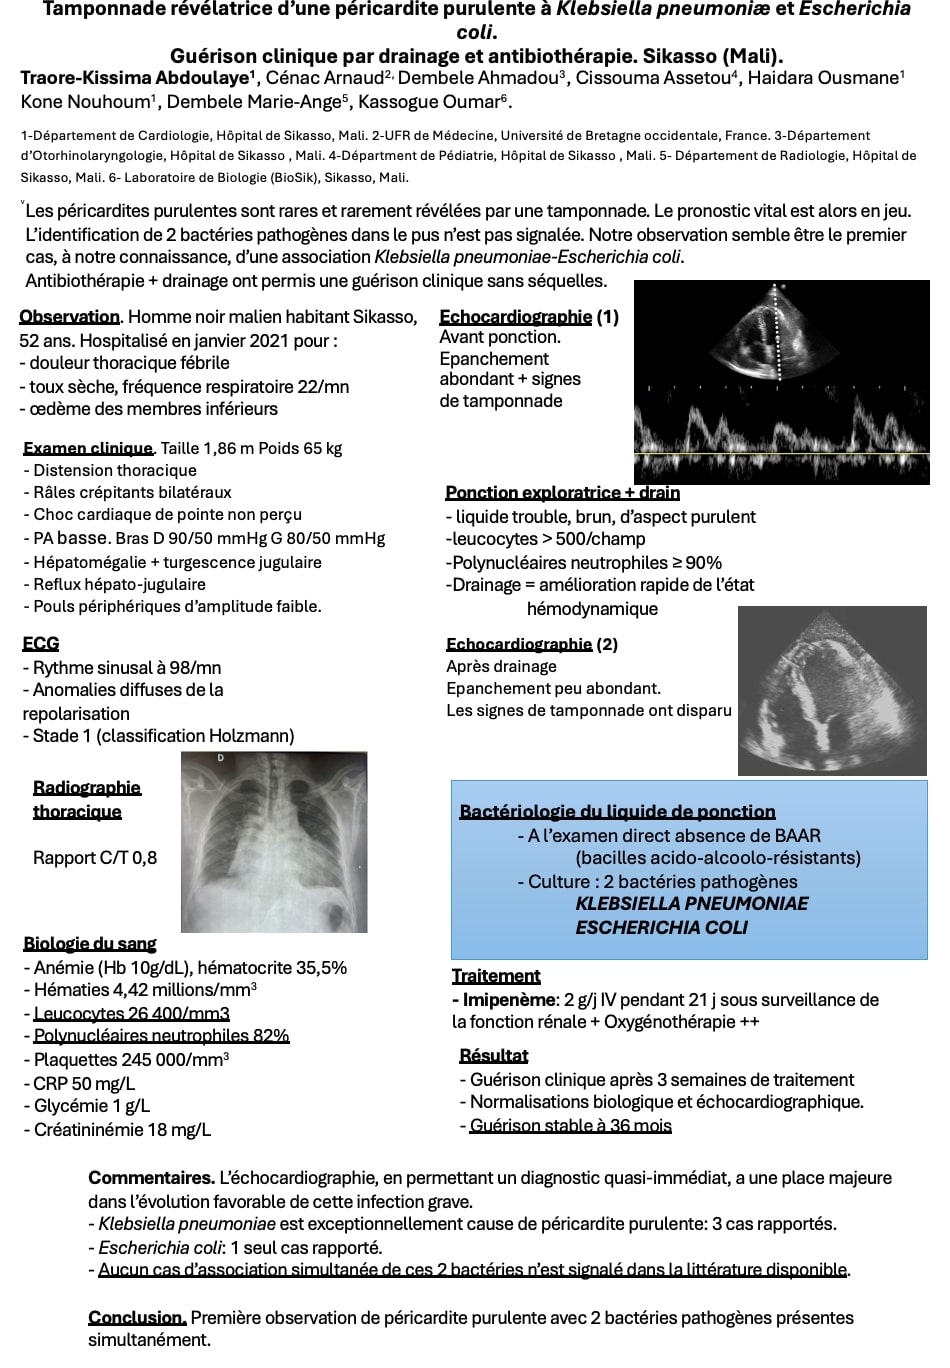 Tamponnade révélatrice d’une péricardite purulente à Klebsiella pneumoniæ et Escherichia
coli.
Guérison clinique par drainage et antibiothérapie. Sikasso (Mali).
Traore-Kissima Abdoulaye¹, Cénac Arnaud²,· Dembele Ahmadou³, Cissouma Assetou⁴, Haidara Ousmane¹
Kone Nouhoum¹, Dembele Marie-Ange⁵, Kassogue Oumar⁶.
1-Département de Cardiologie, Hôpital de Sikasso, Mali. 2-UFR de Médecine, Université de Bretagne occidentale, France. 3-Département
d’Otorhinolaryngologie, Hôpital de Sikasso , Mali. 4-Départment de Pédiatrie, Hôpital de Sikasso , Mali. 5- Département de Radiologie, Hôpital de
Sikasso, Mali. 6- Laboratoire de Biologie (BioSik), Sikasso, Mali.
ᵛLes péricardites purulentes sont rares et rarement révélées par une tamponnade. Le pronostic vital est alors en jeu.
L’identification de 2 bactéries pathogènes dans le pus n’est pas signalée. Notre observation semble être le premier
cas, à notre connaissance, d’une association Klebsiella pneumoniae-Escherichia coli.
Antibiothérapie + drainage ont permis une guérison clinique sans séquelles.
Observation. Homme noir malien habitant Sikasso,
52 ans. Hospitalisé en janvier 2021 pour :
- douleur thoracique fébrile
- toux sèche, fréquence respiratoire 22/mn
- œdème des membres inférieurs
Examen clinique. Taille 1,86 m Poids 65 kg
- Distension thoracique
- Râles crépitants bilatéraux
- Choc cardiaque de pointe non perçu
- PA basse. Bras D 90/50 mmHg G 80/50 mmHg
- Hépatomégalie + turgescence jugulaire
- Reflux hépato-jugulaire
- Pouls périphériques d’amplitude faible.
ECG
- Rythme sinusal à 98/mn
- Anomalies diffuses de la
repolarisation
- Stade 1 (classification Holzmann)
Radiographie
thoracique
Rapport C/T 0,8
D
Biologie du sang
- Anémie (Hb 10g/dL), hématocrite 35,5%
- Hématies 4,42 millions/mm³
- Leucocytes 26 400/mm3
- Polynucléaires neutrophiles 82%
- Plaquettes 245 000/mm³
- CRP 50 mg/L
- Glycémie 1 g/L
- Créatininémie 18 mg/L
Echocardiographie (1)
Avant ponction.
Epanchement
abondant + signes
de tamponnade
Ponction exploratrice + drain
- liquide trouble, brun, d’aspect purulent
-leucocytes > 500/champ
-Polynucléaires neutrophiles ≥ 90%
-Drainage = amélioration rapide de l’état
hémodynamique
Echocardiographie (2)
Après drainage
Epanchement peu abondant.
Les signes de tamponnade ont disparu
Bactériologie du liquide de ponction
- A l’examen direct absence de BAAR
(bacilles acido-alcoolo-résistants)
- Culture : 2 bactéries pathogènes
KLEBSIELLA PNEUMONIAE
ESCHERICHIA COLI
Traitement
- Imipenème: 2 g/j IV pendant 21 j sous surveillance de
la fonction rénale + Oxygénothérapie ++
Résultat
- Guérison clinique après 3 semaines de traitement
- Normalisations biologique et échocardiographique.
- Guérison stable à 36 mois
Commentaires. L’échocardiographie, en permettant un diagnostic quasi-immédiat, a une place majeure
dans l’évolution favorable de cette infection grave.
- Klebsiella pneumoniae est exceptionnellement cause de péricardite purulente: 3 cas rapportés.
- Escherichia coli: 1 seul cas rapporté.
- Aucun cas d’association simultanée de ces 2 bactéries n’est signalé dans la littérature disponible.
Conclusion. Première observation de péricardite purulente avec 2 bactéries pathogènes présentes
simultanément.